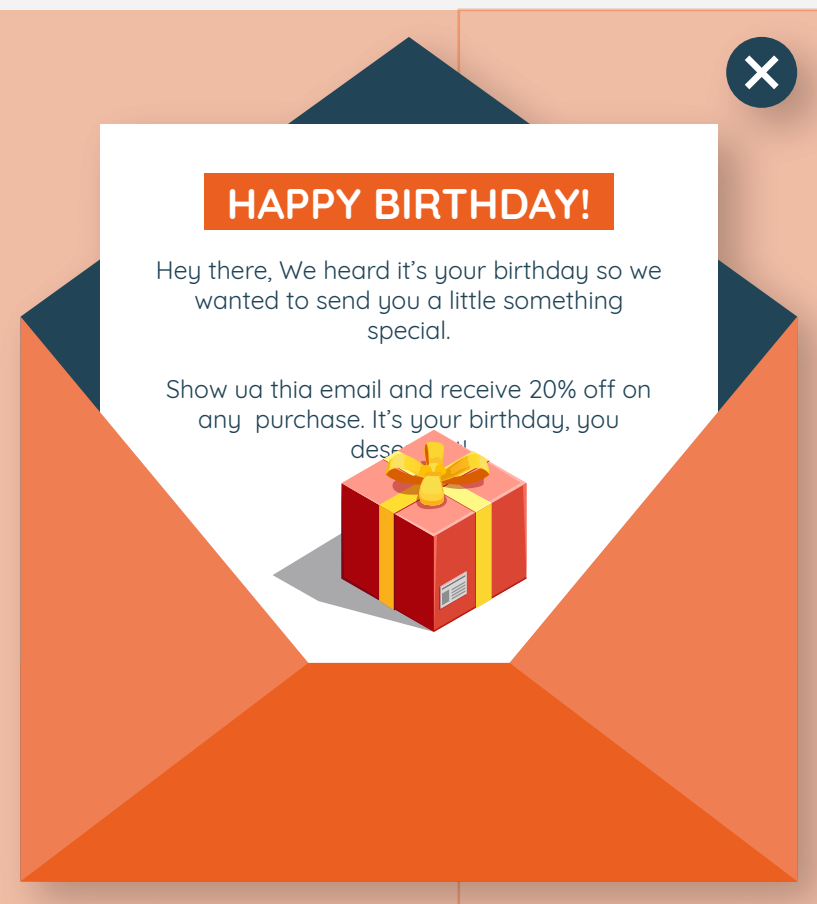 HAPPY BIRTHDAY!
Hey there, We heard it’s your birthday so we
wanted to send you a little something
special.
Show ua thia email and receive 20% off on
any  purchase. It’s your birthday, you